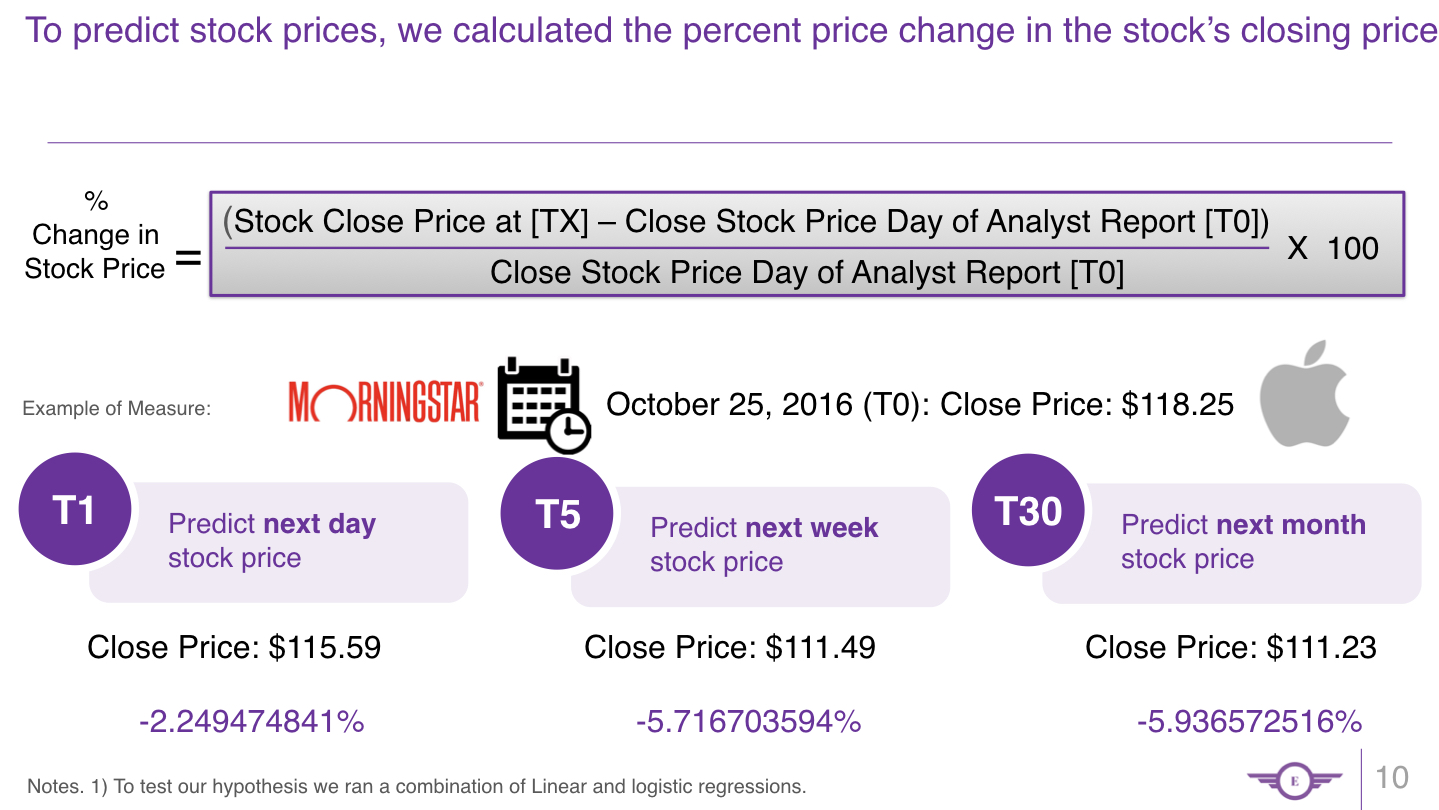 To predict stock prices, we calculated the percent price change in the stock’s closing price
%
Change in
Stock Price
=
(Stock Close Price at [TX] – Close Stock Price Day of Analyst Report [T0])
Close Stock Price Day of Analyst Report [T0]
X 100
Example of Measure:
MORNINGSTAR®
October 25, 2016 (T0): Close Price: $118.25
T1
Predict next day
stock price
T5
Predict next week
stock price
T30
Predict next month
stock price
Close Price: $115.59
Close Price: $111.49
Close Price: $111.23
-2.249474841%
-5.716703594%
-5.936572516%
Notes. 1) To test our hypothesis we ran a combination of Linear and logistic regressions.
E
10